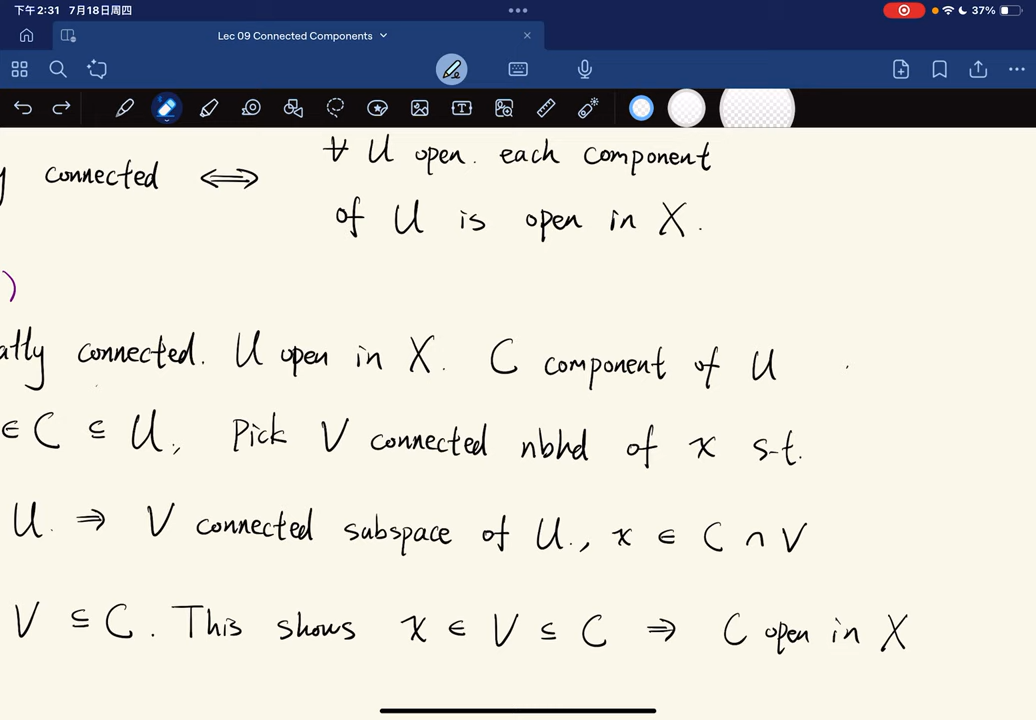 下午 2:31 7月18日周四
37%
Lec 09 Connected Components
y connected ⟺ ∀ U open. each component
of U is open in X.
)
ally connected. U open in X. C component of U
∈ C ⊆ U, Pick V connected nbhd of x s.t.
U. ⇒ V connected subspace of U., x ∈ C ∩ V
V ⊆ C. This shows x ∈ V ⊆ C ⇒ C open in X